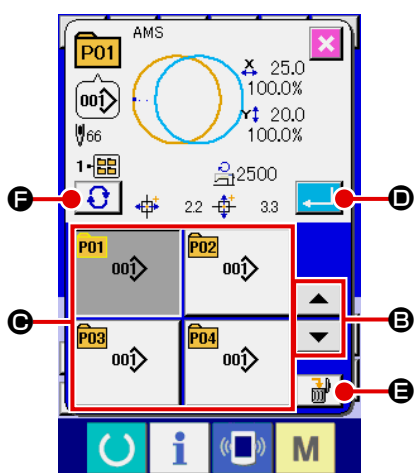 AMS
P01
X 25.0
100.0%
001
Y 20.0
66
100.0%
1-
2500
F
D
2.2
3.3
P01
001
P02
001
C
B
P03
001
P04
001
E
i
M